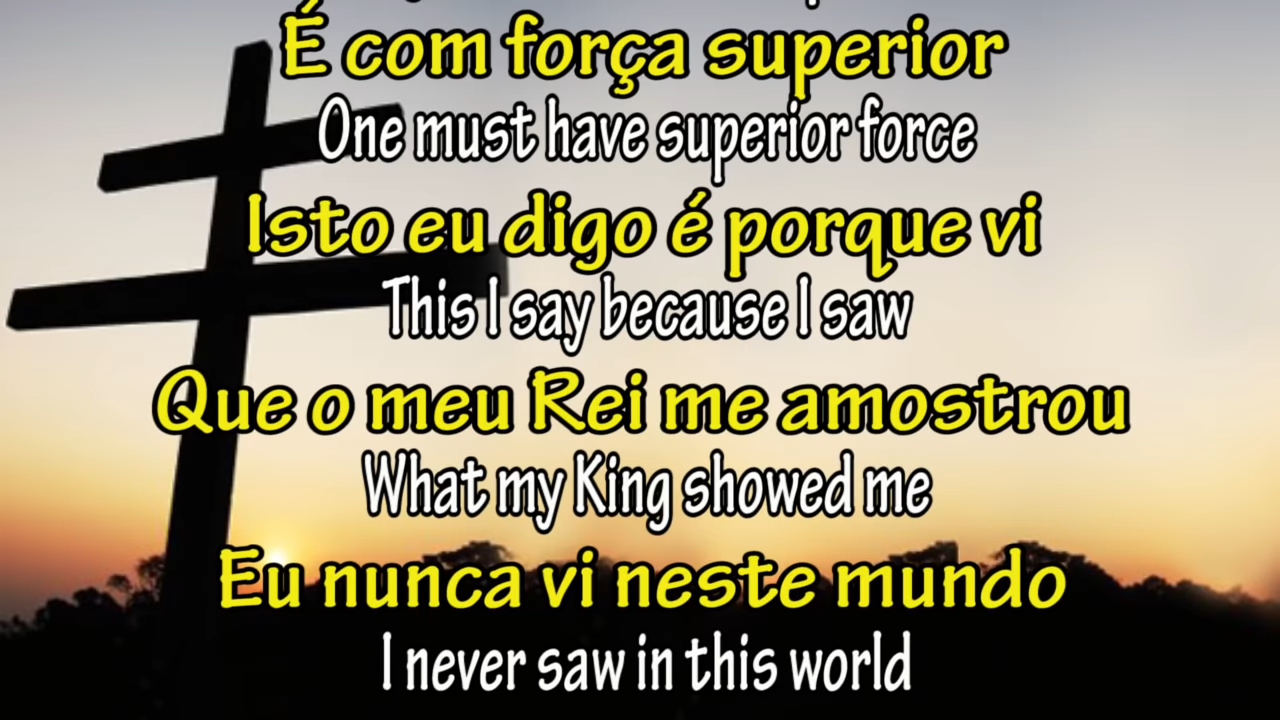 É com força superior
One must have superior force
Isto eu digo é porque vi
This I say because I saw
Que o meu Rei me amostrou
What my King showed me
Eu nunca vi neste mundo
I never saw in this world